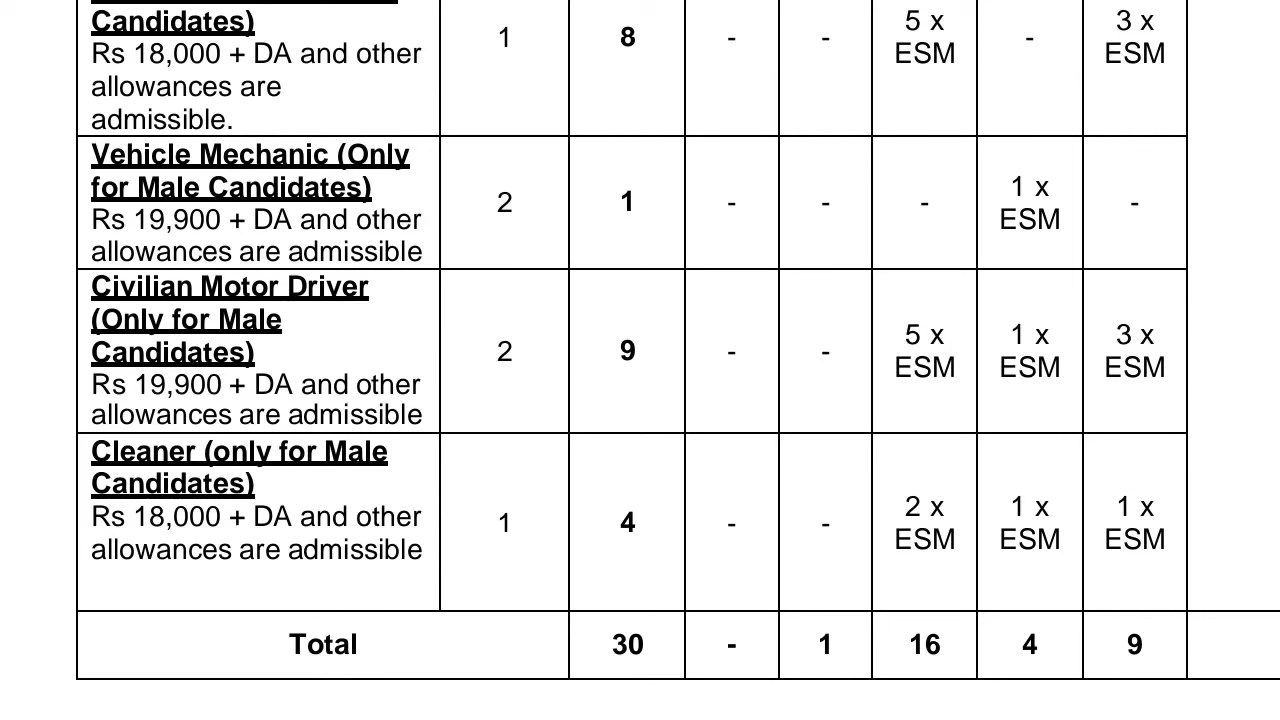 Candidates)
Rs 18,000 + DA and other
allowances are
admissible.
1
8
-
-
5 x
ESM
-
3 x
ESM
Vehicle Mechanic (Only
for Male Candidates)
Rs 19,900 + DA and other
allowances are admissible
2
1
-
-
-
1 x
ESM
-
Civilian Motor Driver
(Only for Male
Candidates)
Rs 19,900 + DA and other
allowances are admissible
2
9
-
-
5 x
ESM
1 x
ESM
3 x
ESM
Cleaner (only for Male
Candidates)
Rs 18,000 + DA and other
allowances are admissible
1
4
-
-
2 x
ESM
1 x
ESM
1 x
ESM
Total
30
-
1
16
4
9